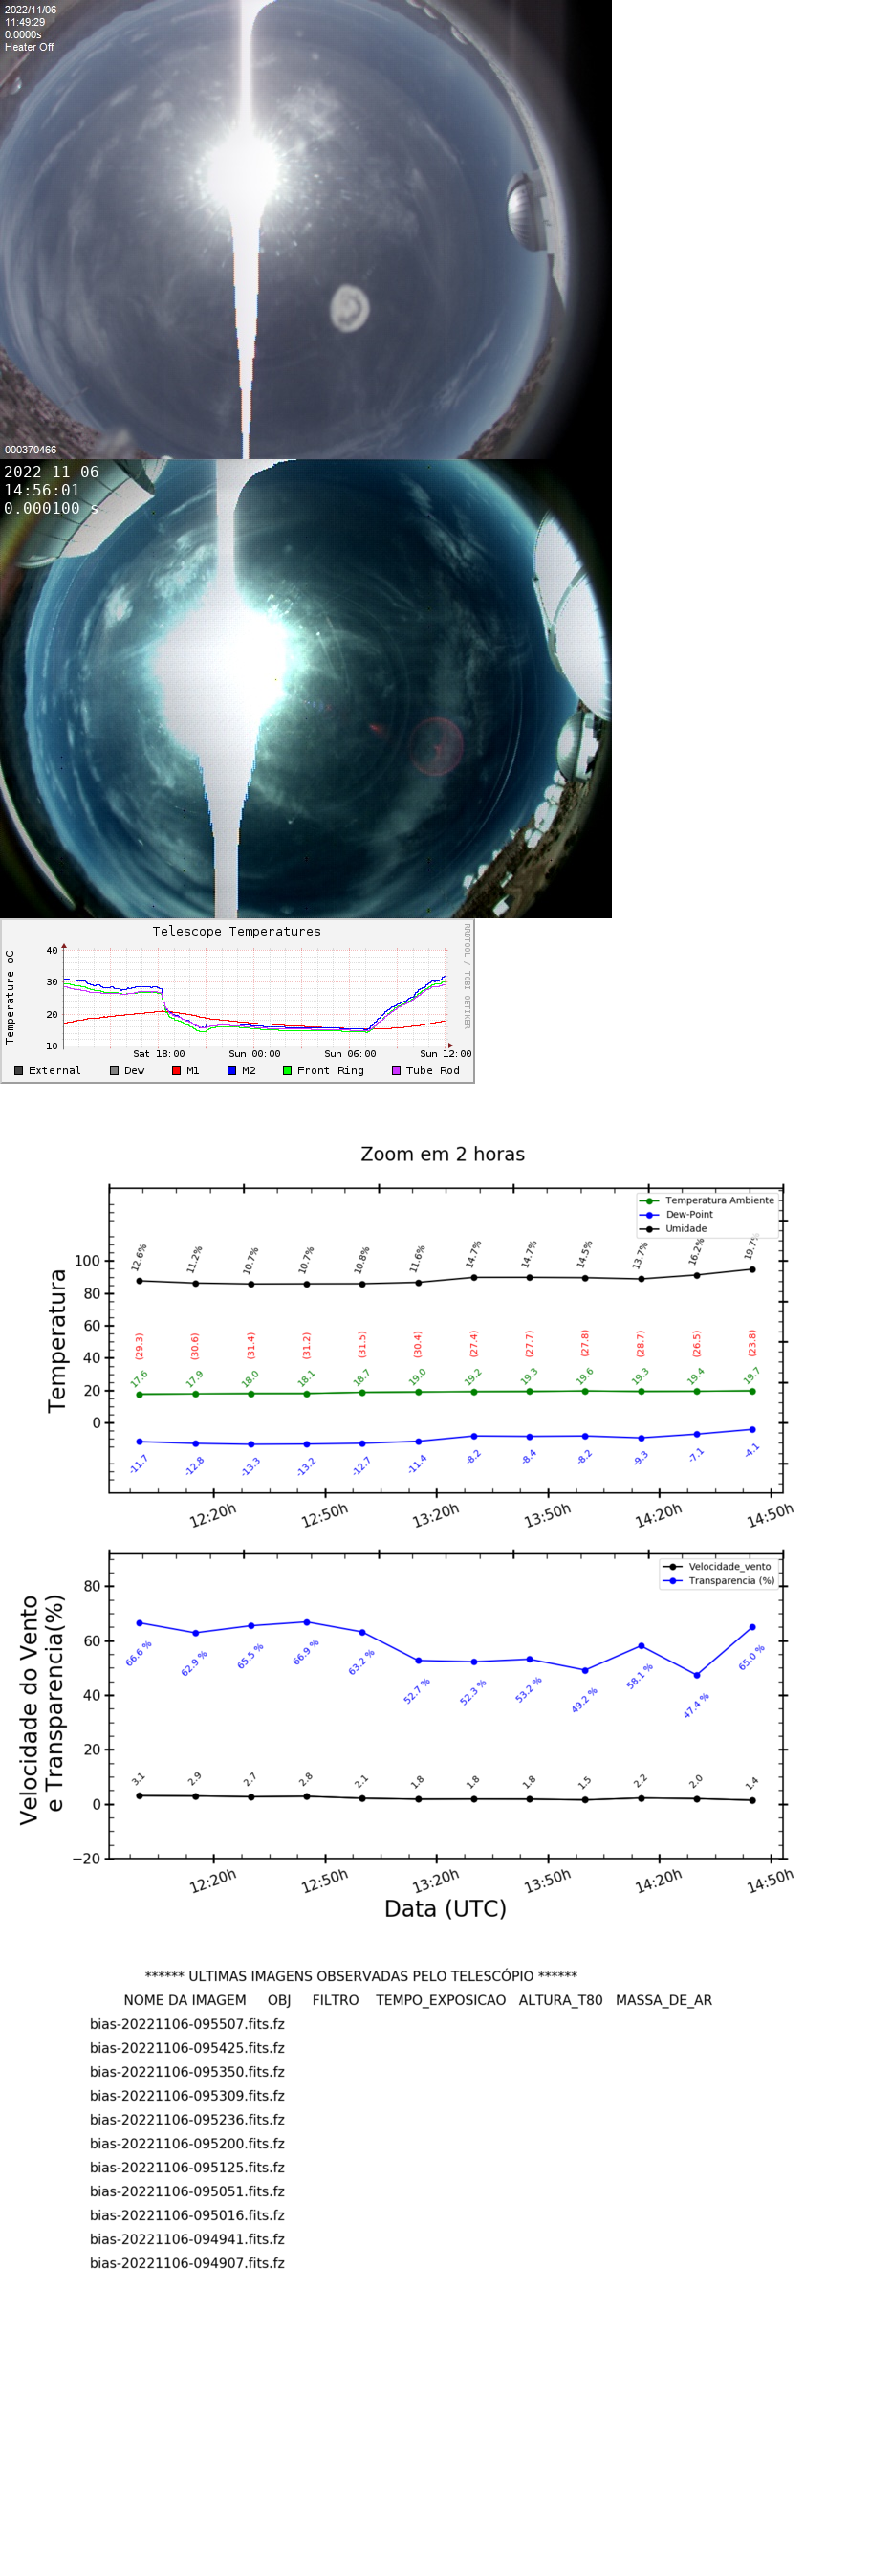 2022/11/06
11:49:29
0.0000s
Heater Off
000370466
2022-11-06
14:56:01
0.000100 s
Telescope Temperatures
RRDTOOL / TOBI OETIKER
Temperature oC
40
30
20
10
Sat 18:00 Sun 00:00 Sun 06:00 Sun 12:00
External Dew M1 M2 Front Ring Tube Rod
Zoom em 2 horas
Temperatura Ambiente
Dew-Point
Umidade
Temperatura
100
80
60
40
20
0
12.6% 11.2% 10.7% 10.7% 10.8% 11.6% 14.7% 14.7% 14.5% 13.7% 16.2% 19.7%
(29.3) (30.6) (31.4) (31.2) (31.5) (30.4) (27.4) (27.7) (27.8) (28.7) (26.5) (23.8)
17.6 17.9 18.0 18.1 18.7 19.0 19.2 19.3 19.6 19.3 19.4 19.7
-11.7 -12.8 -13.3 -13.2 -12.7 -11.4 -8.2 -8.4 -8.2 -9.3 -7.1 -4.1
12:20h 12:50h 13:20h 13:50h 14:20h 14:50h
Velocidade_vento
Transparencia (%)
Velocidade do Vento
e Transparencia(%)
80
60
40
20
0
−20
66.6 % 62.9 % 65.5 % 66.9 % 63.2 % 52.7 % 52.3 % 53.2 % 49.2 % 58.1 % 47.4 % 65.0 %
3.1 2.9 2.7 2.8 2.1 1.8 1.8 1.8 1.5 2.2 2.0 1.4
12:20h 12:50h 13:20h 13:50h 14:20h 14:50h
Data (UTC)
****** ULTIMAS IMAGENS OBSERVADAS PELO TELESCÓPIO ******
NOME DA IMAGEM OBJ FILTRO TEMPO_EXPOSICAO ALTURA_T80 MASSA_DE_AR
bias-20221106-095507.fits.fz
bias-20221106-095425.fits.fz
bias-20221106-095350.fits.fz
bias-20221106-095309.fits.fz
bias-20221106-095236.fits.fz
bias-20221106-095200.fits.fz
bias-20221106-095125.fits.fz
bias-20221106-095051.fits.fz
bias-20221106-095016.fits.fz
bias-20221106-094941.fits.fz
bias-20221106-094907.fits.fz